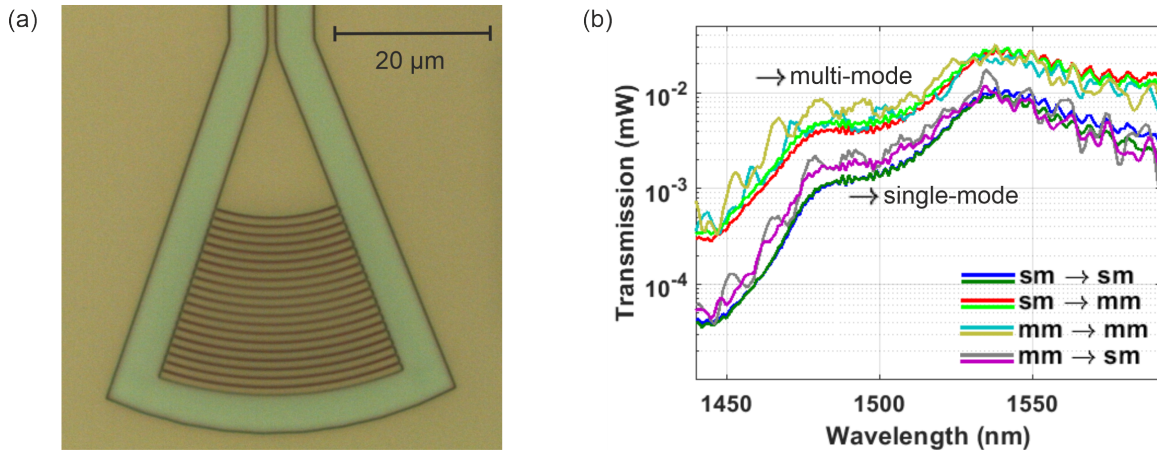 (a)
20 µm
(b)
Transmission (mW)
10⁻²
10⁻³
10⁻⁴
→ multi-mode
→ single-mode
sm → sm
sm → mm
mm → mm
mm → sm
1450
1500
1550
Wavelength (nm)